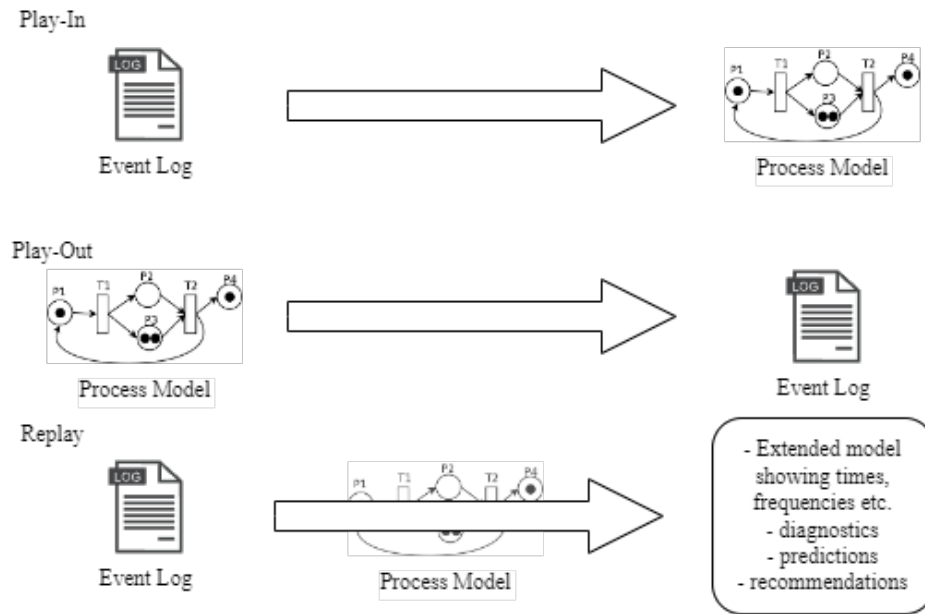 Play-In
LOG
Event Log
P1
T1
P2
P3
T2
P4
Process Model
Play-Out
P1
T1
P2
P3
T2
P4
Process Model
LOG
Event Log
Replay
LOG
Event Log
P1
T1
P2
T2
P4
Process Model
- Extended model
showing times,
frequencies etc.
- diagnostics
- predictions
- recommendations